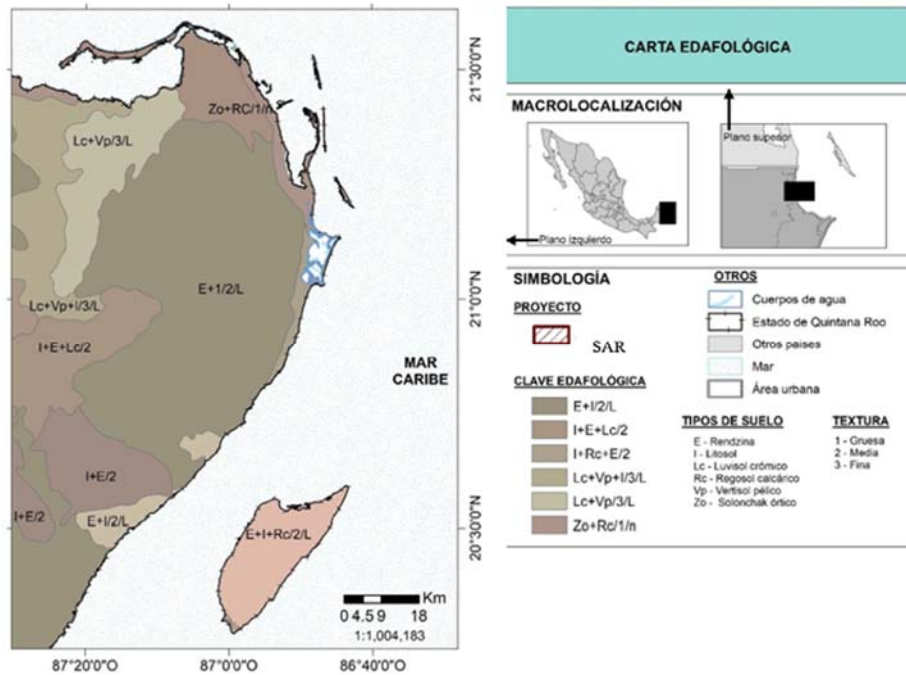 Zo+RC/1/n
Lc+Vp/3/L
E+1/2/L
Lc+Vp+I/3/L
I+E+Lc/2
MAR
CARIBE
I+E/2
I+E/2
E+I/2/L
E+I+Rc/2/L
Km
0 4.5 9 18
1:1,004,183
87°20'0"O
87°0'0"O
86°40'0"O
21°30'0"N
21°0'0"N
20°30'0"N
CARTA EDAFOLÓGICA
MACROLOCALIZACIÓN
Plano superior
Plano izquierdo
SIMBOLOGÍA
PROYECTO
SAR
CLAVE EDAFOLÓGICA
E+I/2/L
I+E+Lc/2
I+Rc+E/2
Lc+Vp+I/3/L
Lc+Vp/3/L
Zo+Rc/1/n
OTROS
Cuerpos de agua
Estado de Quintana Roo
Otros paises
Mar
Área urbana
TIPOS DE SUELO
E - Rendzina
I - Litosol
Lc - Luvisol crómico
Rc - Regosol calcárico
Vp - Vertisol pélico
Zo - Solonchak órtico
TEXTURA
1 - Gruesa
2 - Media
3 - Fina